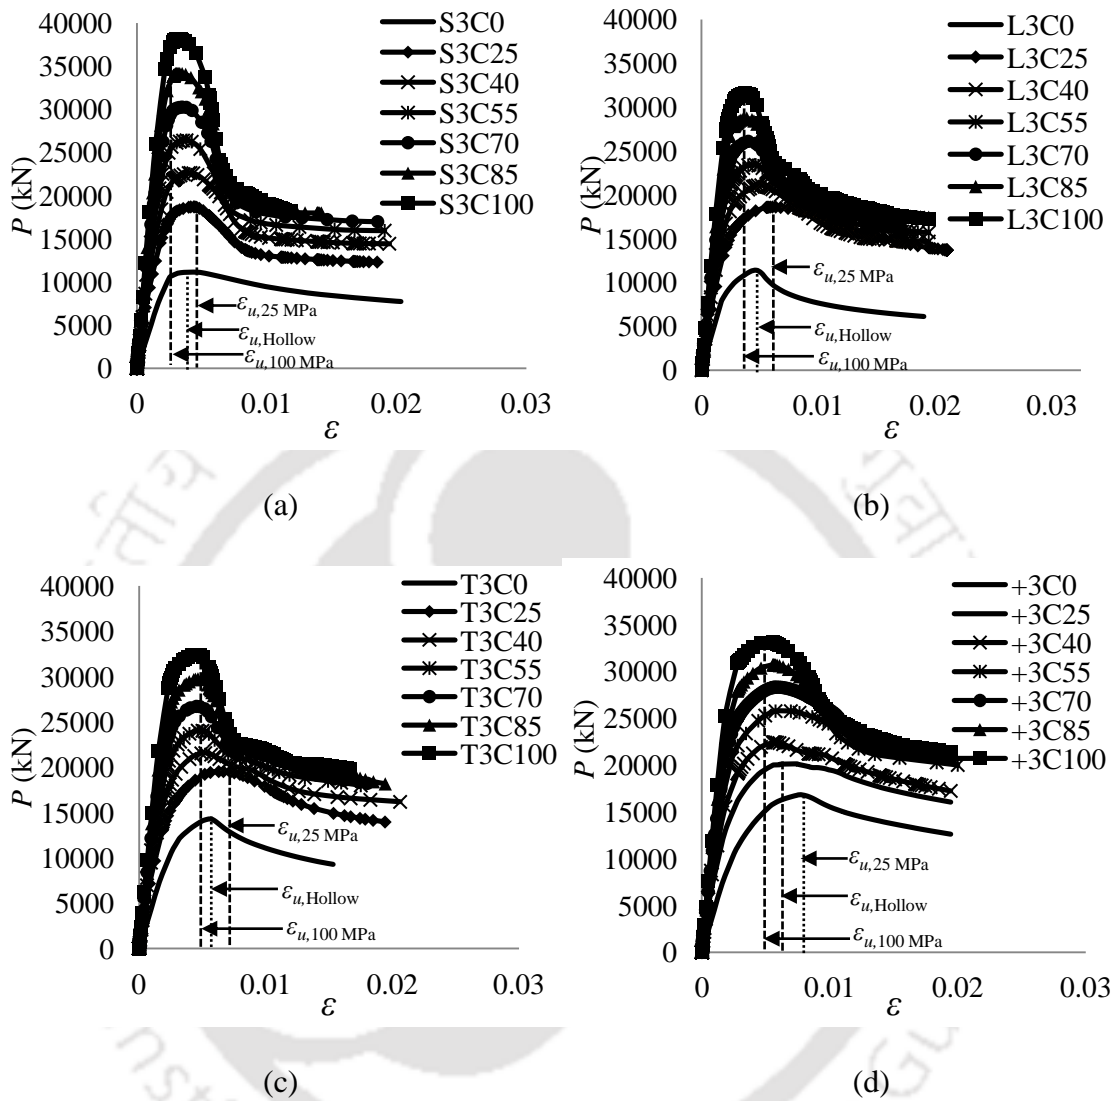 40000
35000
30000
25000
20000
15000
10000
5000
0
P (kN)
S3C0
S3C25
S3C40
S3C55
S3C70
S3C85
S3C100
εu,25 MPa
εu,Hollow
εu,100 MPa
0 0.01 0.02 0.03
ε
(a)
40000
35000
30000
25000
20000
15000
10000
5000
0
P (kN)
L3C0
L3C25
L3C40
L3C55
L3C70
L3C85
L3C100
εu,25 MPa
εu,Hollow
εu,100 MPa
0 0.01 0.02 0.03
ε
(b)
40000
35000
30000
25000
20000
15000
10000
5000
0
P (kN)
T3C0
T3C25
T3C40
T3C55
T3C70
T3C85
T3C100
εu,25 MPa
εu,Hollow
εu,100 MPa
0 0.01 0.02 0.03
ε
(c)
40000
35000
30000
25000
20000
15000
10000
5000
0
P (kN)
+3C0
+3C25
+3C40
+3C55
+3C70
+3C85
+3C100
εu,25 MPa
εu,Hollow
εu,100 MPa
0 0.01 0.02 0.03
ε
(d)